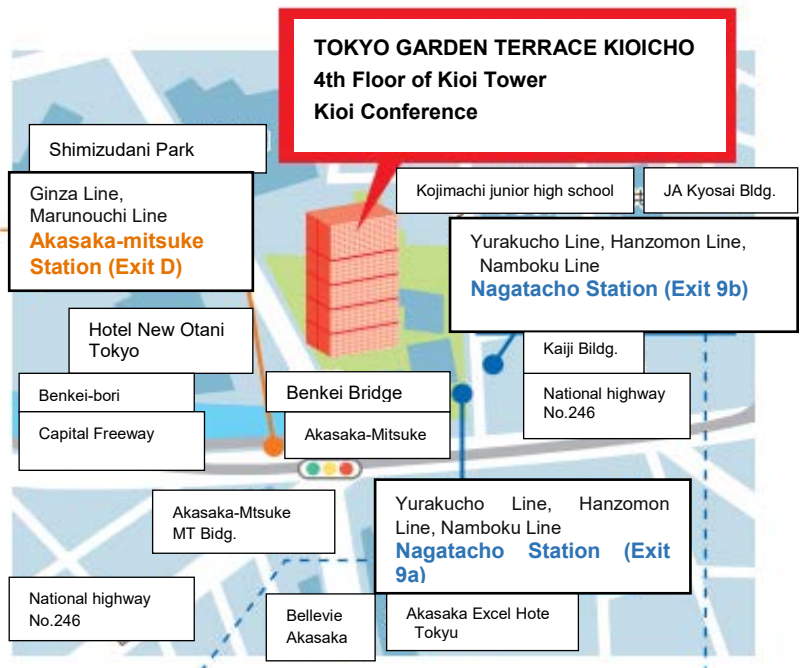 TOKYO GARDEN TERRACE KIOICHO
4th Floor of Kioi Tower
Kioi Conference
Shimizudani Park
Kojimachi junior high school
JA Kyosai Bldg.
Ginza Line,
Marunouchi Line
Akasaka-mitsuke
Station (Exit D)
Yurakucho Line, Hanzomon Line,
Namboku Line
Nagatacho Station (Exit 9b)
Hotel New Otani
Tokyo
Kaiji Bildg.
Benkei-bori
Benkei Bridge
National highway
No.246
Capital Freeway
Akasaka-Mitsuke
Akasaka-Mtsuke
MT Bidg.
Yurakucho Line, Hanzomon
Line, Namboku Line
Nagatacho Station (Exit
9a)
National highway
No.246
Bellevie
Akasaka
Akasaka Excel Hote
Tokyu